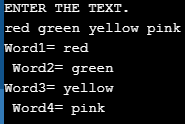 ENTER THE TEXT.
red green yellow pink
Word1= red
 Word2= green
Word3= yellow
 Word4= pink